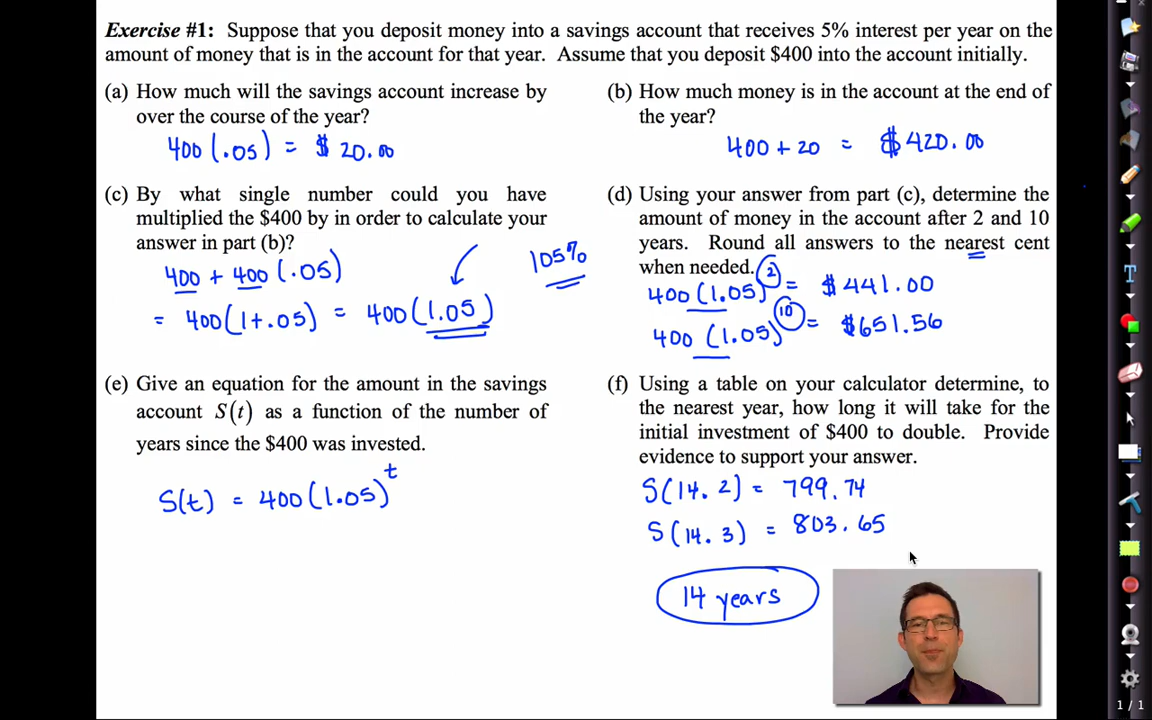 Exercise #1: Suppose that you deposit money into a savings account that receives 5% interest per year on the
amount of money that is in the account for that year. Assume that you deposit $400 into the account initially.
(a) How much will the savings account increase by
over the course of the year?
400 (.05) = $ 20.00
(b) How much money is in the account at the end of
the year?
400 + 20 = $420.00
(c) By what single number could you have
multiplied the $400 by in order to calculate your
answer in part (b)?
400 + 400 (.05)
105%
= 400(1+.05) = 400(1.05)
(d) Using your answer from part (c), determine the
amount of money in the account after 2 and 10
years. Round all answers to the nearest cent
when needed.
400 (1.05)² = $441.00
400 (1.05)¹⁰ = $651.56
(e) Give an equation for the amount in the savings
account S(t) as a function of the number of
years since the $400 was invested.
S(t) = 400(1.05)ᵗ
(f) Using a table on your calculator determine, to
the nearest year, how long it will take for the
initial investment of $400 to double. Provide
evidence to support your answer.
S(14.2) = 799.74
S(14.3) = 803.65
14 years
T
1 / 1